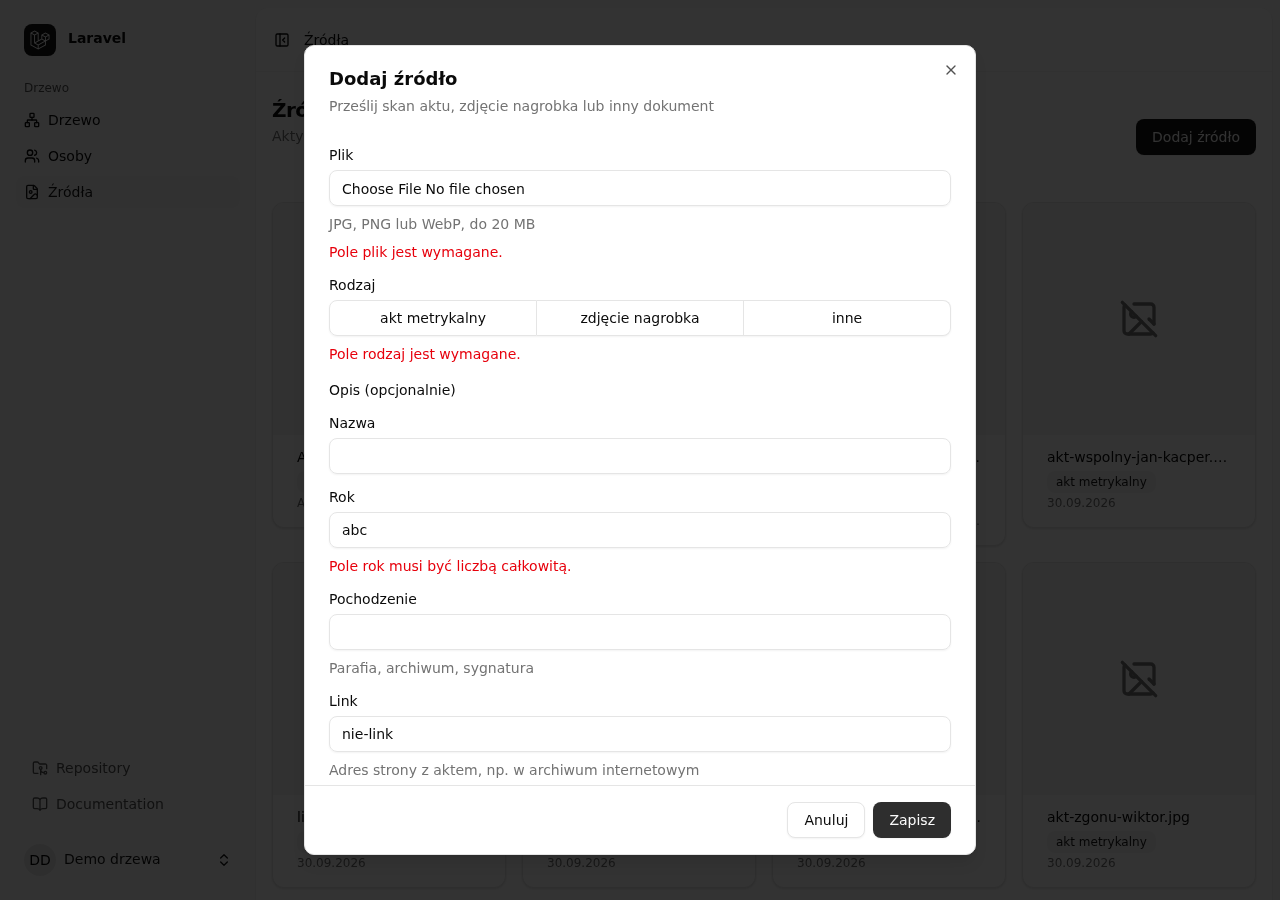 Laravel
Źródła
Drzewo
Drzewo
Osoby
Źródła
Dodaj źródło
Dodaj źródło
Prześlij skan aktu, zdjęcie nagrobka lub inny dokument
Plik
Choose File No file chosen
JPG, PNG lub WebP, do 20 MB
Pole plik jest wymagane.
Rodzaj
akt metrykalny
zdjęcie nagrobka
inne
Pole rodzaj jest wymagane.
Opis (opcjonalnie)
Nazwa
Rok
abc
Pole rok musi być liczbą całkowitą.
Pochodzenie
Parafia, archiwum, sygnatura
Link
nie-link
Adres strony z aktem, np. w archiwum internetowym
Anuluj
Zapisz
akt-wspolny-jan-kacper....
akt metrykalny
30.09.2026
akt-zgonu-wiktor.jpg
akt metrykalny
30.09.2026
30.09.2026
30.09.2026
30.09.2026
Repository
Documentation
DD
Demo drzewa